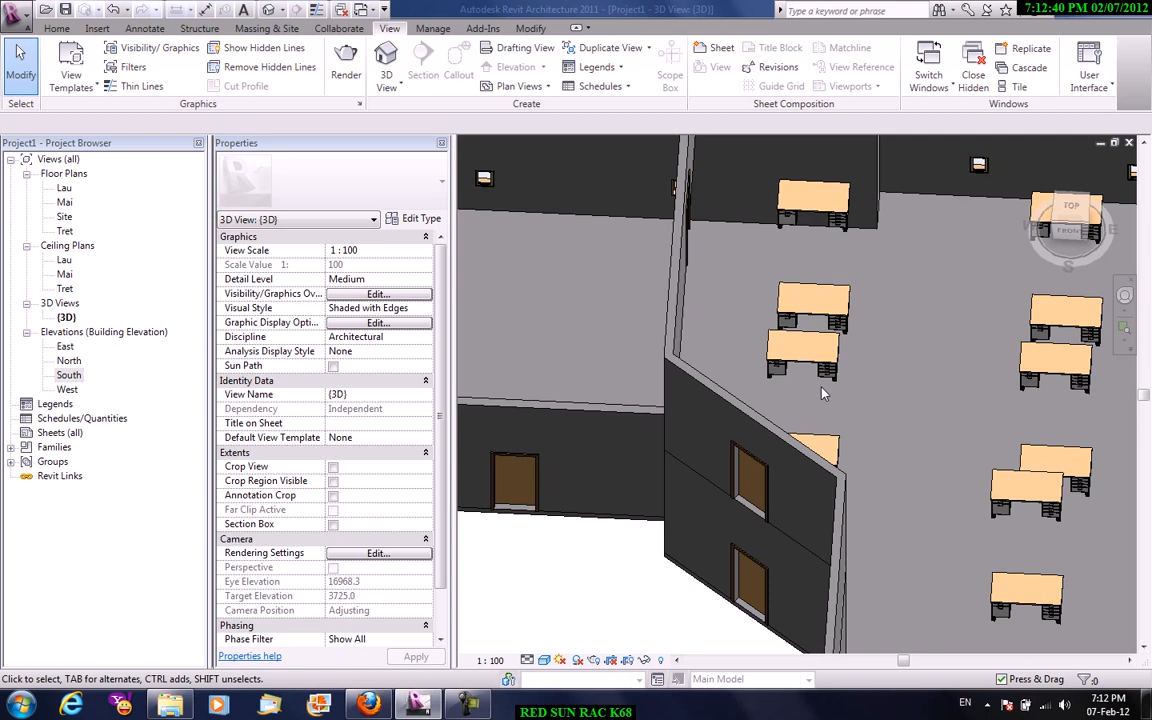 Autodesk Revit Architecture 2011 - [Project1 - 3D View: {3D}]
Type a keyword or phrase
7:12:40 PM 02/07/2012
Home Insert Annotate Structure Massing & Site Collaborate View Manage Add-Ins Modify
Modify
View Templates
Visibility/ Graphics
Filters
Thin Lines
Show Hidden Lines
Remove Hidden Lines
Cut Profile
Render
3D View
Section
Callout
Drafting View
Elevation
Plan Views
Duplicate View
Legends
Schedules
Scope Box
Sheet
View
Title Block
Revisions
Guide Grid
Matchline
View Reference
Viewports
Switch Windows
Close Hidden
Replicate
Cascade
Tile
User Interface
Select Graphics Create Sheet Composition Windows
Project1 - Project Browser
Views (all)
Floor Plans
Lau
Mai
Site
Tret
Ceiling Plans
Lau
Mai
Tret
3D Views
{3D}
Elevations (Building Elevation)
East
North
South
West
Legends
Schedules/Quantities
Sheets (all)
Families
Groups
Revit Links
Properties
3D View: {3D} Edit Type
Graphics
View Scale 1 : 100
Scale Value 1: 100
Detail Level Medium
Visibility/Graphics Ov... Edit...
Visual Style Shaded with Edges
Graphic Display Opti... Edit...
Discipline Architectural
Analysis Display Style None
Sun Path
Identity Data
View Name {3D}
Dependency Independent
Title on Sheet
Default View Template None
Extents
Crop View
Crop Region Visible
Annotation Crop
Far Clip Active
Section Box
Camera
Rendering Settings Edit...
Perspective
Eye Elevation 16968.3
Target Elevation 3725.0
Camera Position Adjusting
Phasing
Phase Filter Show All
Properties help Apply
TOP
FRONT
W E
S
1 : 100
Click to select, TAB for alternates, CTRL adds, SHIFT unselects.
Main Model
Press & Drag :0
EN 7:12 PM
07-Feb-12
RED SUN RAC K68